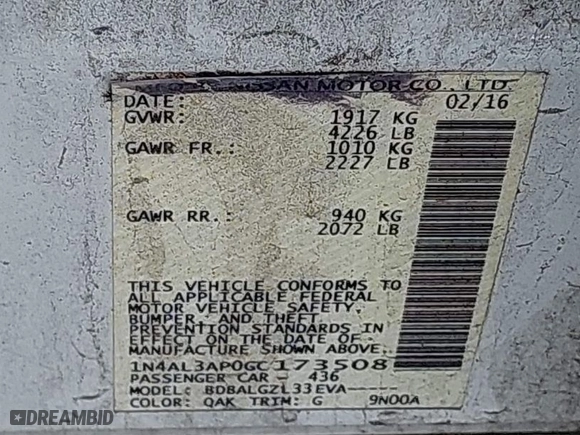 NISSAN MOTOR CO., LTD.
DATE: 02/16
GVWR: 1917 KG
4226 LB
GAWR FR.: 1010 KG
2227 LB
GAWR RR.: 940 KG
2072 LB
THIS VEHICLE CONFORMS TO
ALL APPLICABLE FEDERAL
MOTOR VEHICLE SAFETY,
BUMPER, AND THEFT
PREVENTION STANDARDS IN
EFFECT ON THE DATE OF
MANUFACTURE SHOWN ABOVE.
1N4AL3AP0GC173508
PASSENGER CAR - 436
MODEL: BDBALGZL33EVA-----
COLOR: QAK TRIM: G 9N00A
DREAMBID